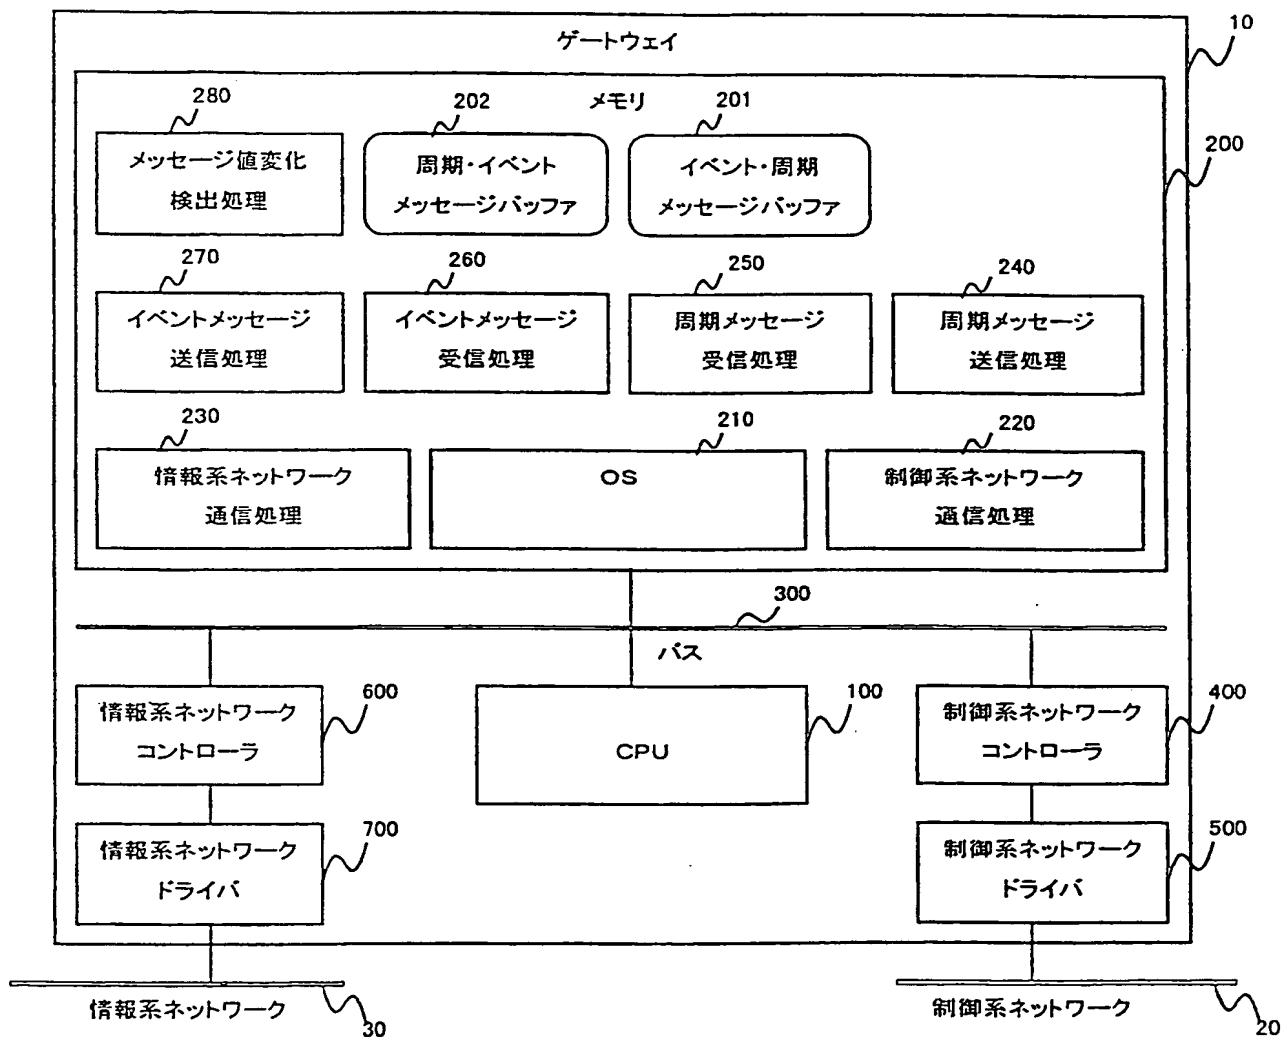 10
ゲートウェイ
200
メモリ
280
メッセージ値変化
検出処理
202
周期・イベント
メッセージバッファ
201
イベント・周期
メッセージバッファ
270
イベントメッセージ
送信処理
260
イベントメッセージ
受信処理
250
周期メッセージ
受信処理
240
周期メッセージ
送信処理
230
情報系ネットワーク
通信処理
210
OS
220
制御系ネットワーク
通信処理
300
バス
600
情報系ネットワーク
コントローラ
100
CPU
400
制御系ネットワーク
コントローラ
700
情報系ネットワーク
ドライバ
500
制御系ネットワーク
ドライバ
情報系ネットワーク
30
制御系ネットワーク
20